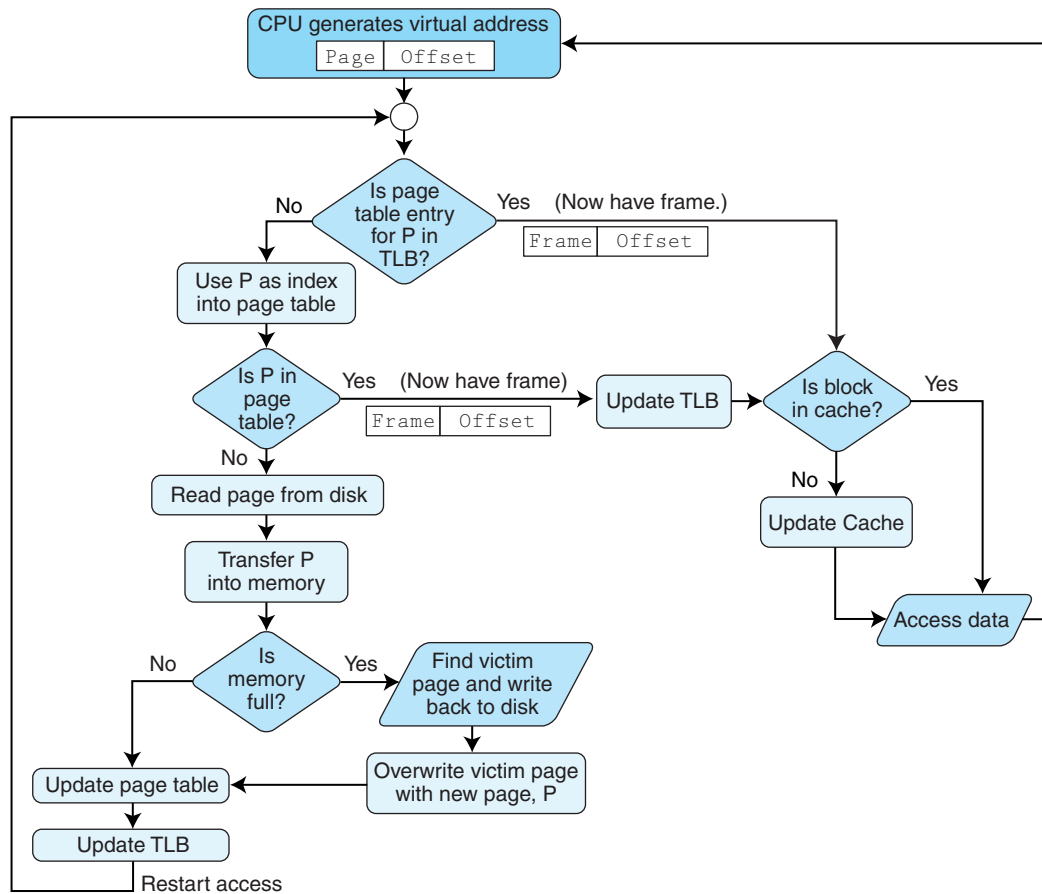 CPU generates virtual address
Page Offset
Is page
table entry
for P in
TLB?
No
Yes (Now have frame.)
Frame Offset
Use P as index
into page table
Is P in
page
table?
Yes (Now have frame)
Frame Offset
Update TLB
Is block
in cache?
Yes
No
No
Read page from disk
Update Cache
Transfer P
into memory
Access data
Is
memory
full?
No
Yes
Find victim
page and write
back to disk
Update page table
Overwrite victim page
with new page, P
Update TLB
Restart access